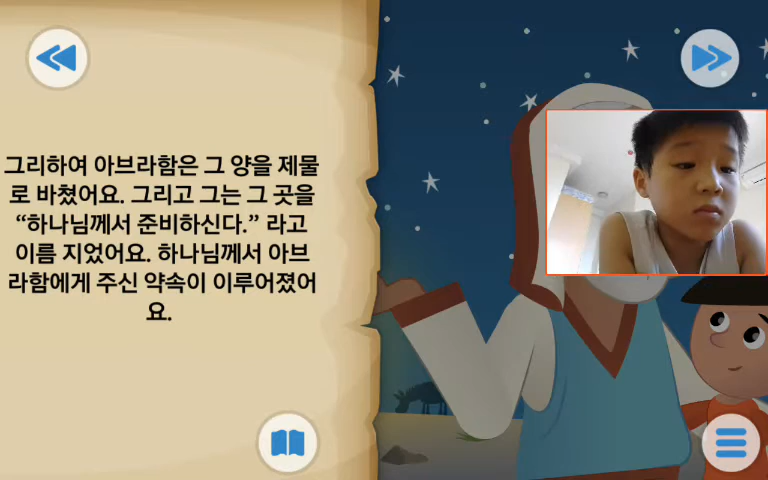 그리하여 아브라함은 그 양을 제물
로 바쳤어요. 그리고 그는 그 곳을
“하나님께서 준비하신다.” 라고
이름 지었어요. 하나님께서 아브
라함에게 주신 약속이 이루어졌어
요.